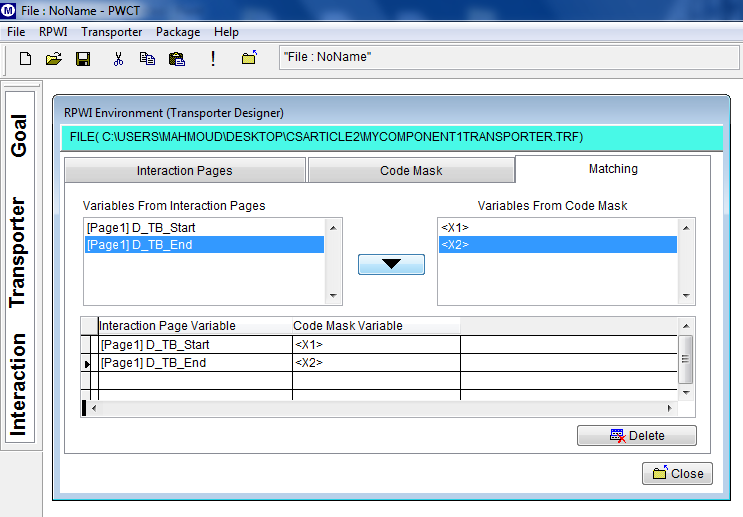 File : NoName - PWCT
File RPWI Transporter Package Help
"File : NoName"
Goal
Transporter
Interaction
RPWI Environment (Transporter Designer)
FILE( C:\USERS\MAHMOUD\DESKTOP\CSARTICLE2\MYCOMPONENT1TRANSPORTER.TRF)
Interaction Pages Code Mask Matching
Variables From Interaction Pages Variables From Code Mask
[Page1] D_TB_Start <X1>
[Page1] D_TB_End <X2>
Interaction Page Variable Code Mask Variable
[Page1] D_TB_Start <X1>
[Page1] D_TB_End <X2>
Delete
Close